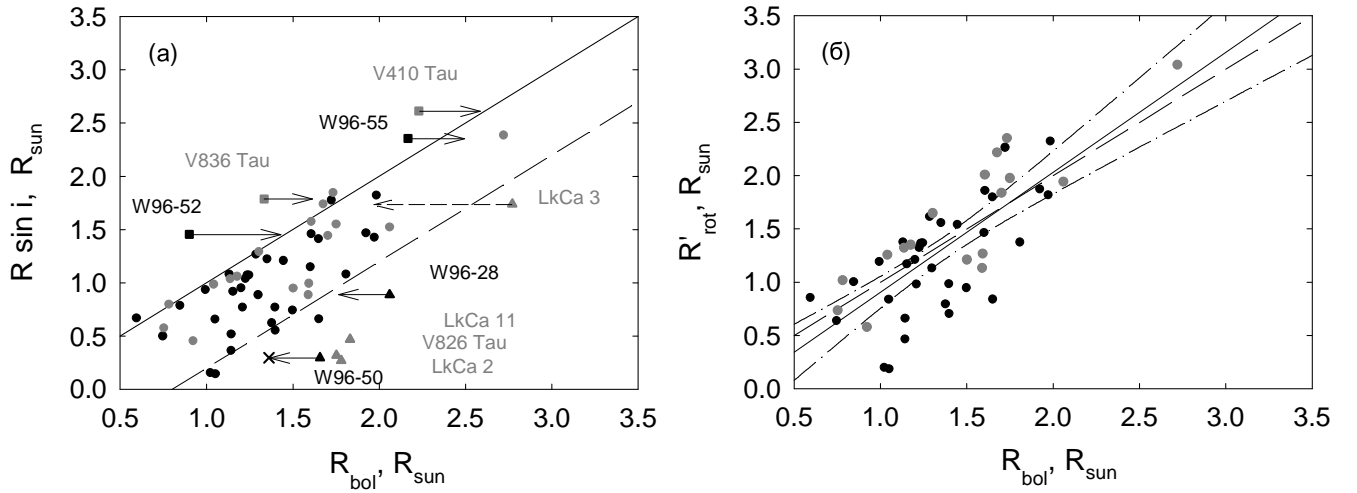 (а)
3.5
3.0
2.5
2.0
1.5
1.0
0.5
0.0
R sin i, R_sun
V410 Tau
W96-55
V836 Tau
W96-52
LkCa 3
W96-28
LkCa 11
V826 Tau
LkCa 2
W96-50
0.5 1.0 1.5 2.0 2.5 3.0 3.5
R_bol, R_sun
(б)
3.5
3.0
2.5
2.0
1.5
1.0
0.5
0.0
R'_rot, R_sun
0.5 1.0 1.5 2.0 2.5 3.0 3.5
R_bol, R_sun